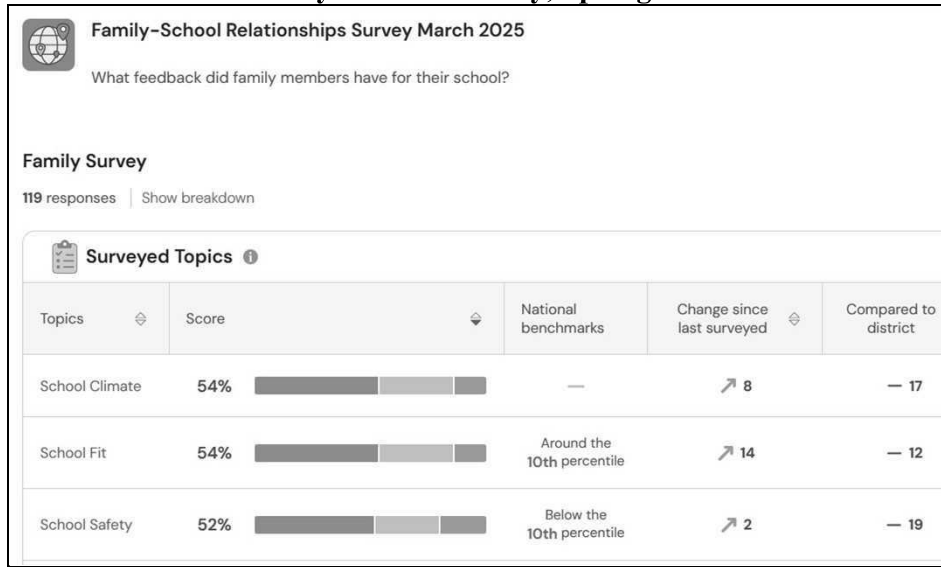 Family-School Relationships Survey March 2025
What feedback did family members have for their school?
Family Survey
119 responses | Show breakdown
Surveyed Topics
Topics Score National benchmarks Change since last surveyed Compared to district
School Climate 54% — 8 — 17
School Fit 54% Around the 10th percentile 14 — 12
School Safety 52% Below the 10th percentile 2 — 19